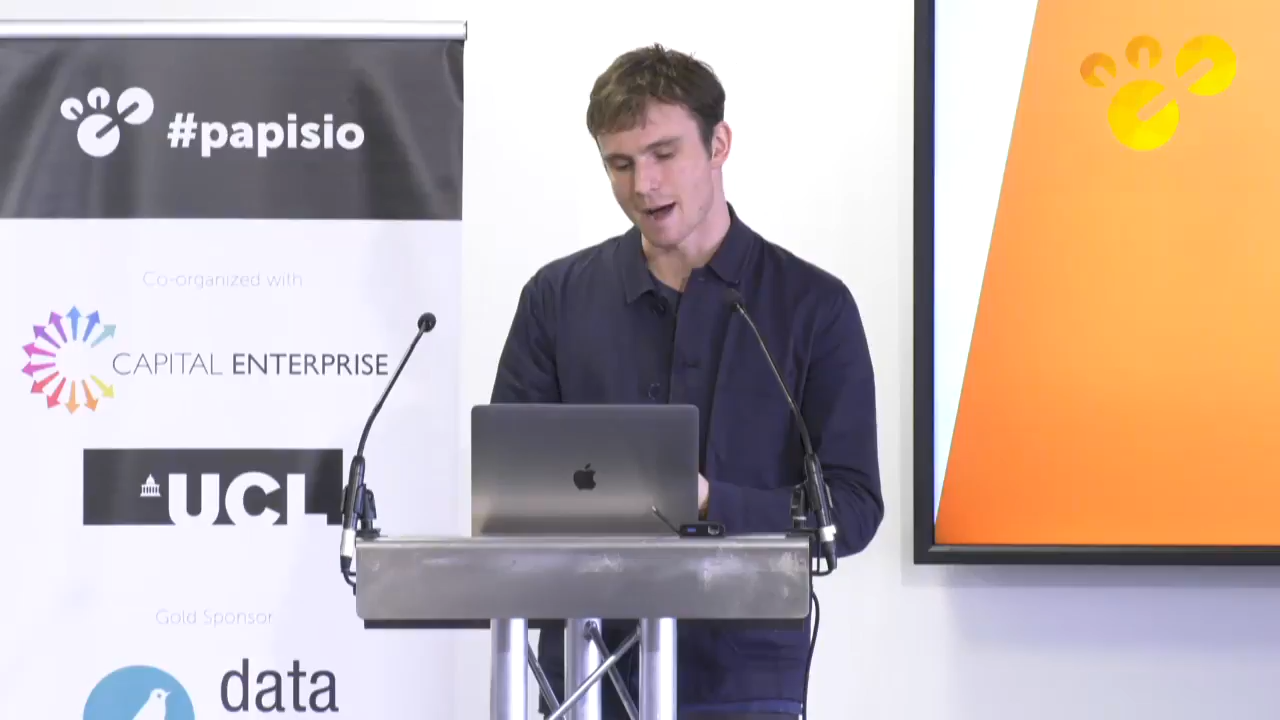 #papisio
Co-organized with
CAPITAL ENTERPRISE
UCL
Gold Sponsor
data